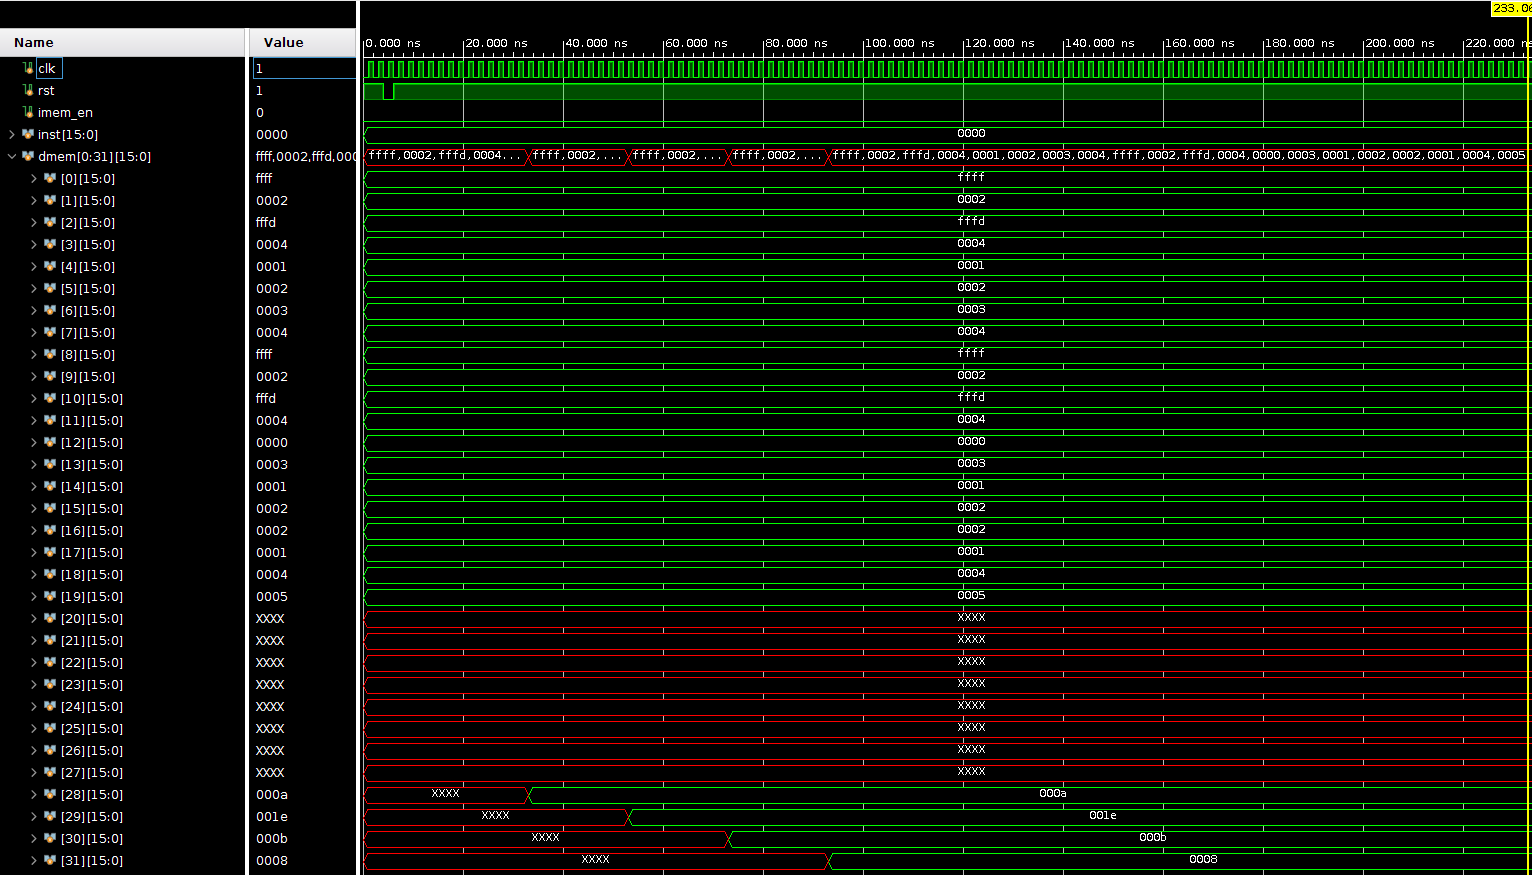 233.06
Name Value 0.000 ns 20.000 ns 40.000 ns 60.000 ns 80.000 ns 100.000 ns 120.000 ns 140.000 ns 160.000 ns 180.000 ns 200.000 ns 220.000 ns
clk 1
rst 1
imem_en 0
inst[15:0] 0000 0000
dmem[0:31][15:0] ffff,0002,fffd,000 ffff,0002,fffd,0004... ffff,0002,... ffff,0002,... ffff,0002,... ffff,0002,fffd,0004,0001,0002,0003,0004,ffff,0002,fffd,0004,0000,0003,0001,0002,0002,0001,0004,0005
[0][15:0] ffff ffff
[1][15:0] 0002 0002
[2][15:0] fffd fffd
[3][15:0] 0004 0004
[4][15:0] 0001 0001
[5][15:0] 0002 0002
[6][15:0] 0003 0003
[7][15:0] 0004 0004
[8][15:0] ffff ffff
[9][15:0] 0002 0002
[10][15:0] fffd fffd
[11][15:0] 0004 0004
[12][15:0] 0000 0000
[13][15:0] 0003 0003
[14][15:0] 0001 0001
[15][15:0] 0002 0002
[16][15:0] 0002 0002
[17][15:0] 0001 0001
[18][15:0] 0004 0004
[19][15:0] 0005 0005
[20][15:0] XXXX XXXX
[21][15:0] XXXX XXXX
[22][15:0] XXXX XXXX
[23][15:0] XXXX XXXX
[24][15:0] XXXX XXXX
[25][15:0] XXXX XXXX
[26][15:0] XXXX XXXX
[27][15:0] XXXX XXXX
[28][15:0] 000a XXXX 000a
[29][15:0] 001e XXXX 001e
[30][15:0] 000b XXXX 000b
[31][15:0] 0008 XXXX 0008